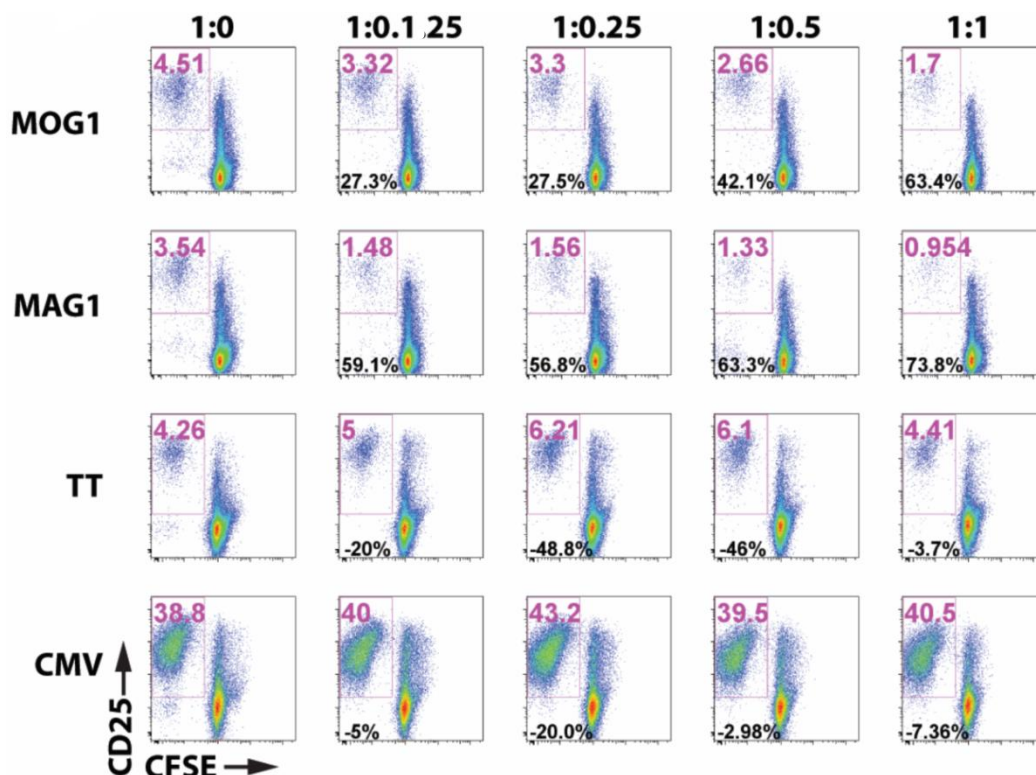 1:0 1:0.1 25 1:0.25 1:0.5 1:1
MOG1 4.51 3.32 3.3 2.66 1.7
27.3% 27.5% 42.1% 63.4%
MAG1 3.54 1.48 1.56 1.33 0.954
59.1% 56.8% 63.3% 73.8%
TT 4.26 5 6.21 6.1 4.41
-20% -48.8% -46% -3.7%
CMV 38.8 40 43.2 39.5 40.5
-5% -20.0% -2.98% -7.36%
CD25
CFSE